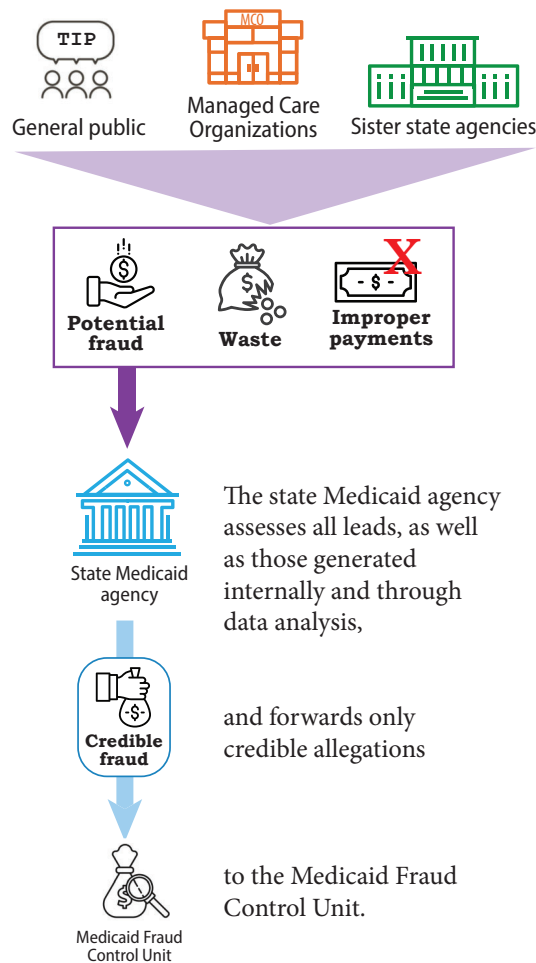 TIP
MCO
General public
Managed Care
Organizations
Sister state agencies
$
$
X
- $ -
Potential
fraud
Waste
Improper
payments
State Medicaid
agency
The state Medicaid agency
assesses all leads, as well
as those generated
internally and through
data analysis,
-$-
Credible
fraud
and forwards only
credible allegations
$
Medicaid Fraud
Control Unit
to the Medicaid Fraud
Control Unit.